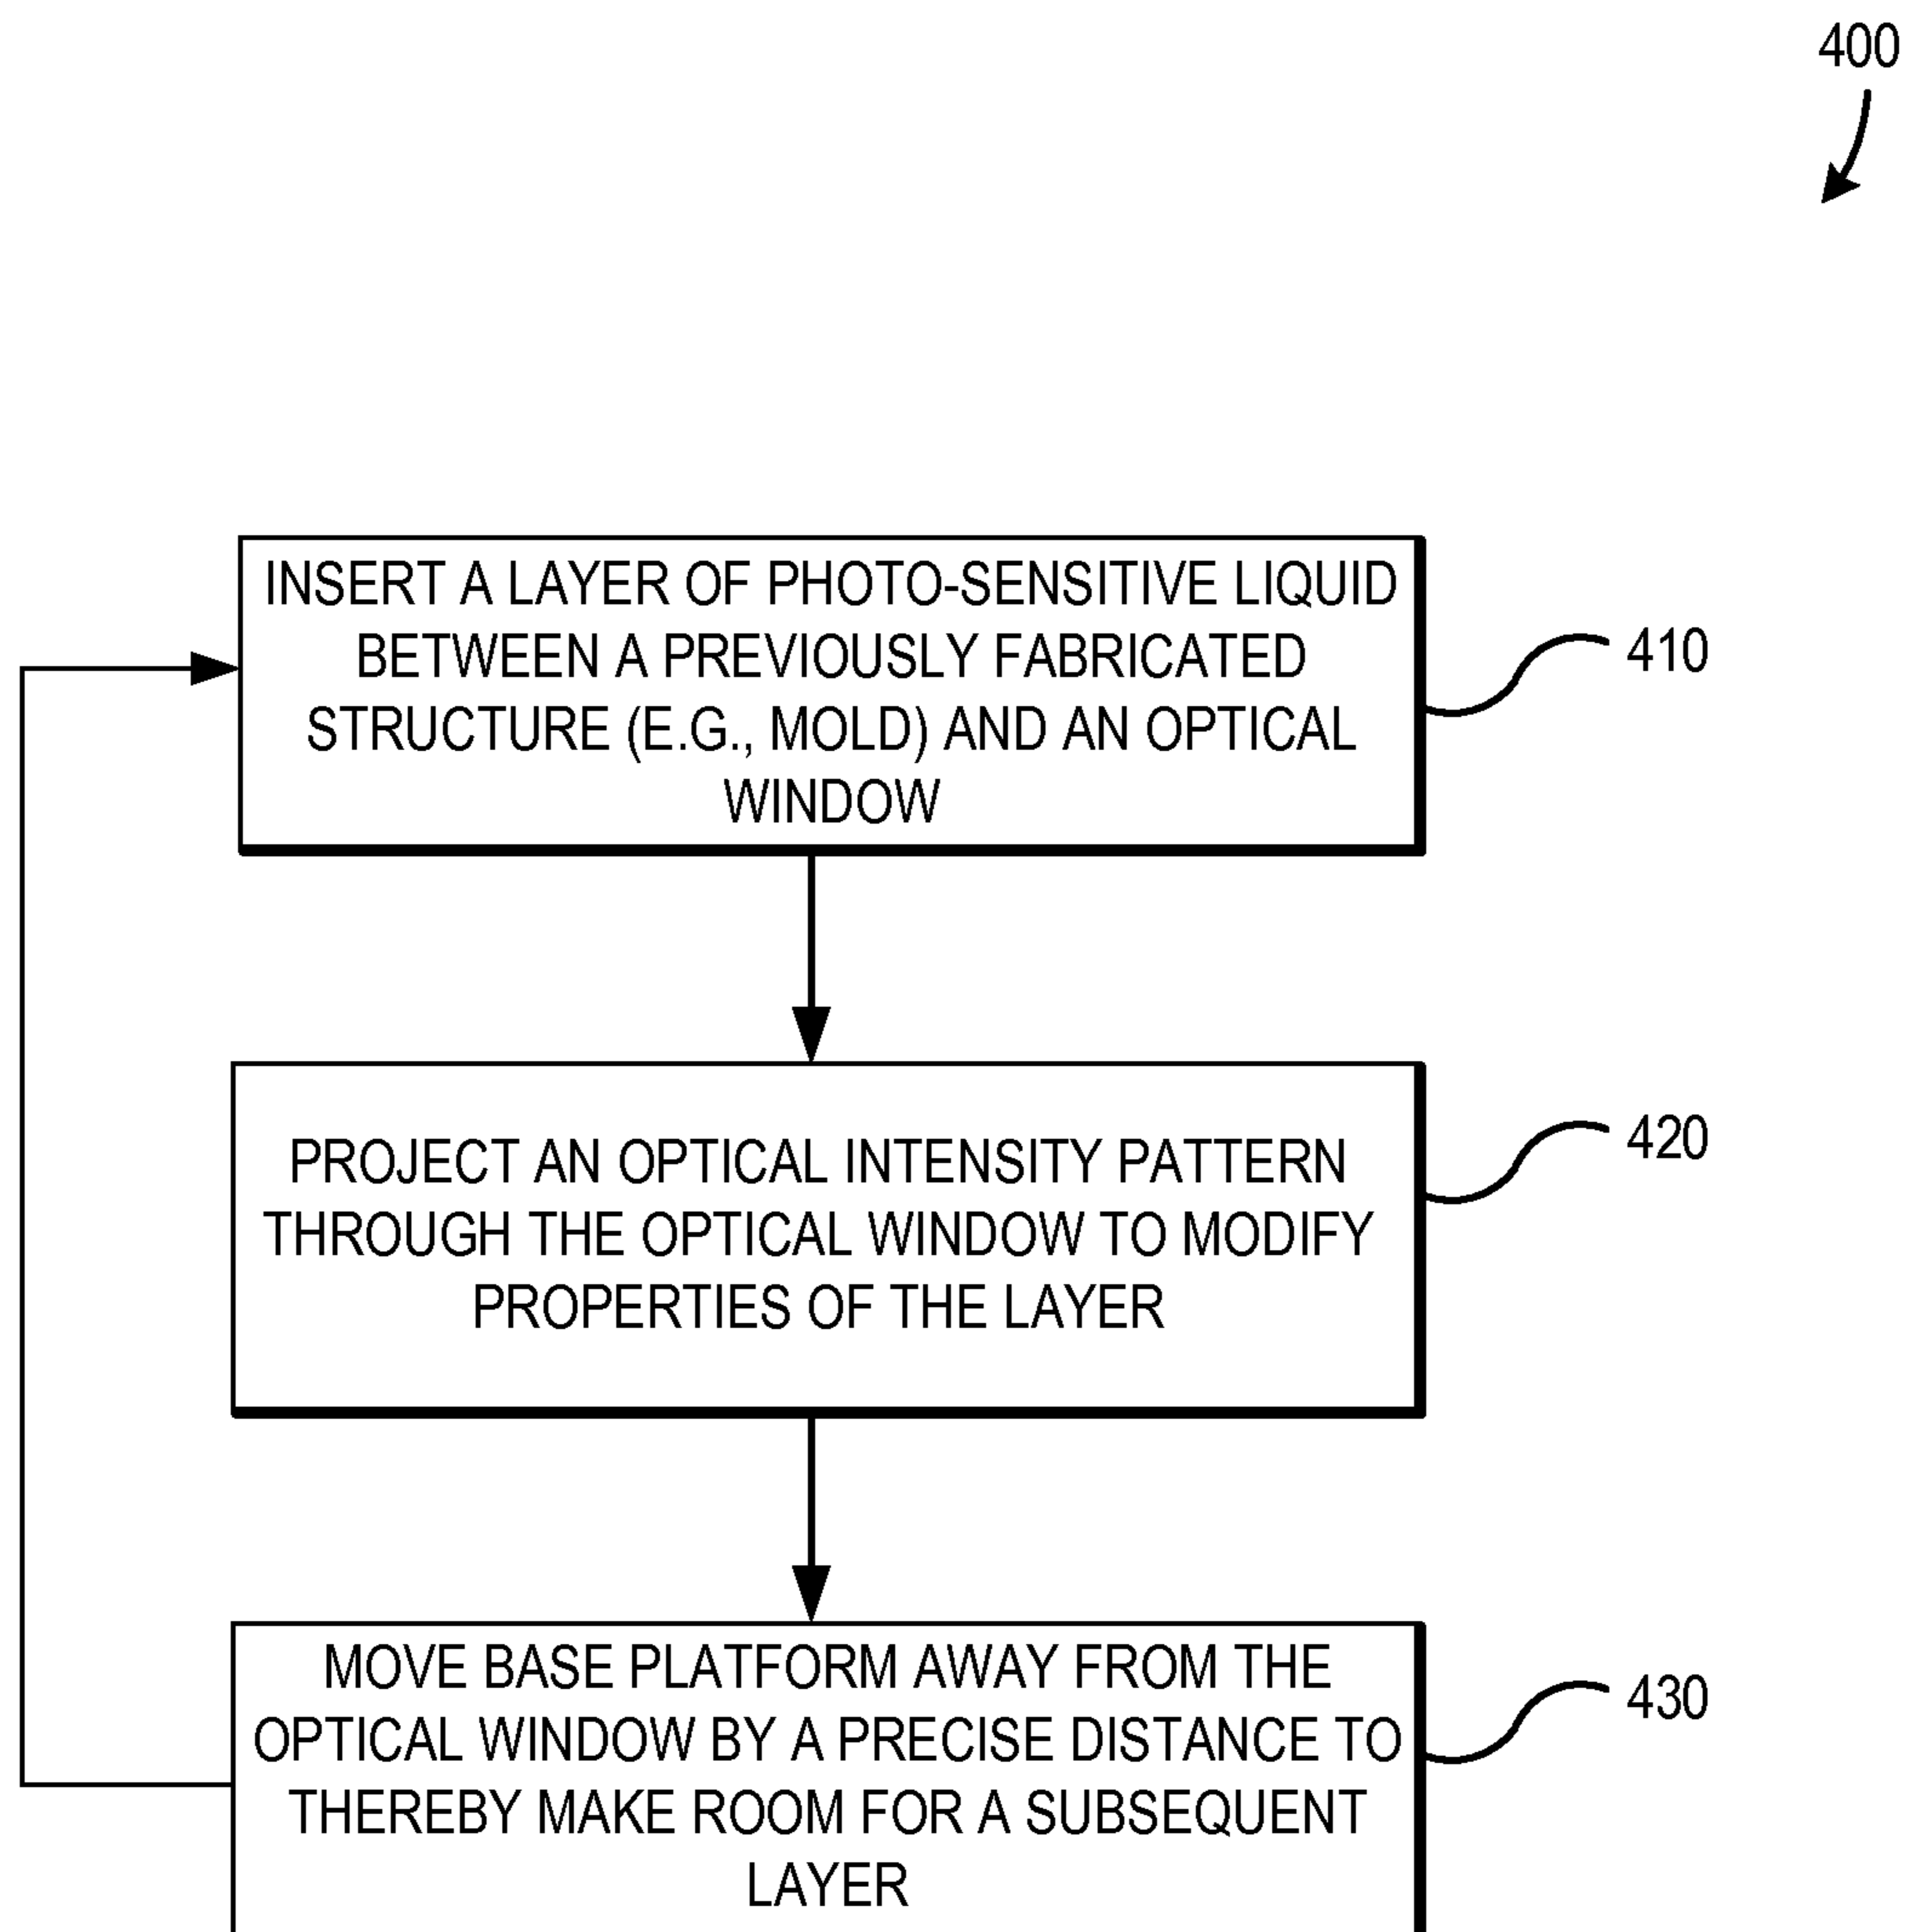 400
INSERT A LAYER OF PHOTO-SENSITIVE LIQUID
BETWEEN A PREVIOUSLY FABRICATED
STRUCTURE (E.G., MOLD) AND AN OPTICAL
WINDOW
410
PROJECT AN OPTICAL INTENSITY PATTERN
THROUGH THE OPTICAL WINDOW TO MODIFY
PROPERTIES OF THE LAYER
420
MOVE BASE PLATFORM AWAY FROM THE
OPTICAL WINDOW BY A PRECISE DISTANCE TO
THEREBY MAKE ROOM FOR A SUBSEQUENT
LAYER
430